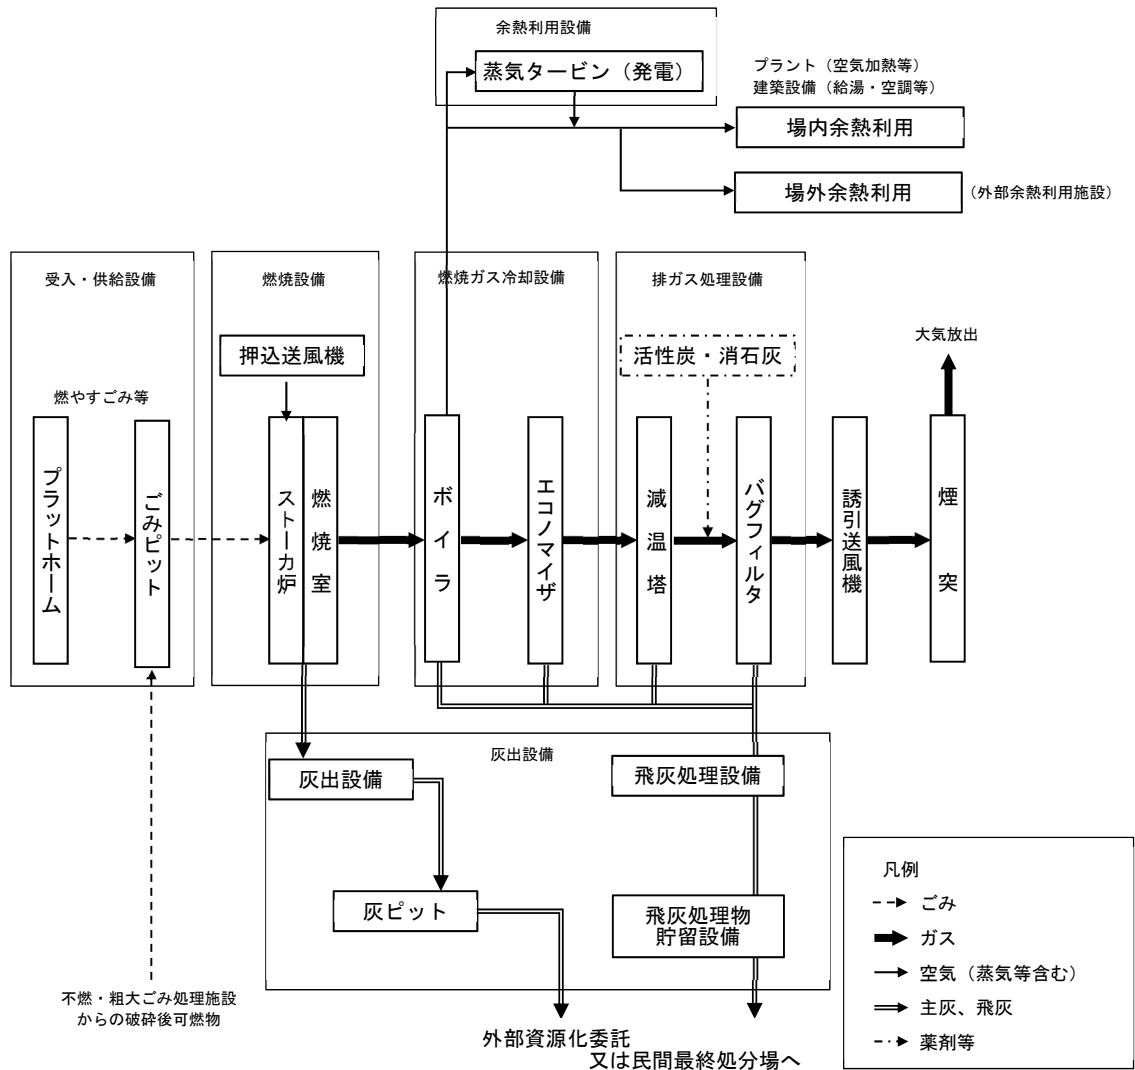 余熱利用設備
蒸気タービン（発電）
プラント（空気加熱等）
建築設備（給湯・空調等）
場内余熱利用
場外余熱利用
（外部余熱利用施設）
受入・供給設備
燃焼設備
燃焼ガス冷却設備
排ガス処理設備
押込送風機
活性炭・消石灰
大気放出
燃やすごみ等
プラットホーム
ごみピット
ストーカ炉
燃焼室
ボイラ
エコノマイザ
減温塔
バグフィルタ
誘引送風機
煙突
灰出設備
灰出設備
飛灰処理設備
灰ピット
飛灰処理物
貯留設備
不燃・粗大ごみ処理施設
からの破砕後可燃物
外部資源化委託
又は民間最終処分場へ
凡例
ごみ
ガス
空気（蒸気等含む）
主灰、飛灰
薬剤等